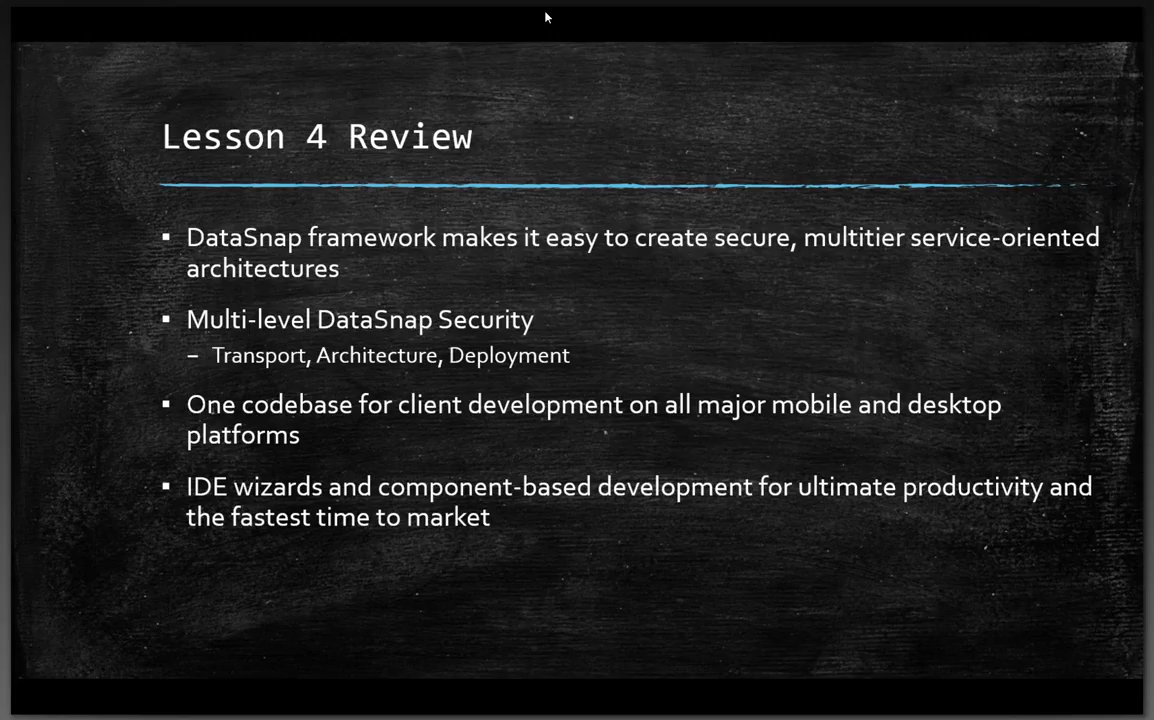 Lesson 4 Review
▪ DataSnap framework makes it easy to create secure, multitier service-oriented
architectures
▪ Multi-level DataSnap Security
– Transport, Architecture, Deployment
▪ One codebase for client development on all major mobile and desktop
platforms
▪ IDE wizards and component-based development for ultimate productivity and
the fastest time to market